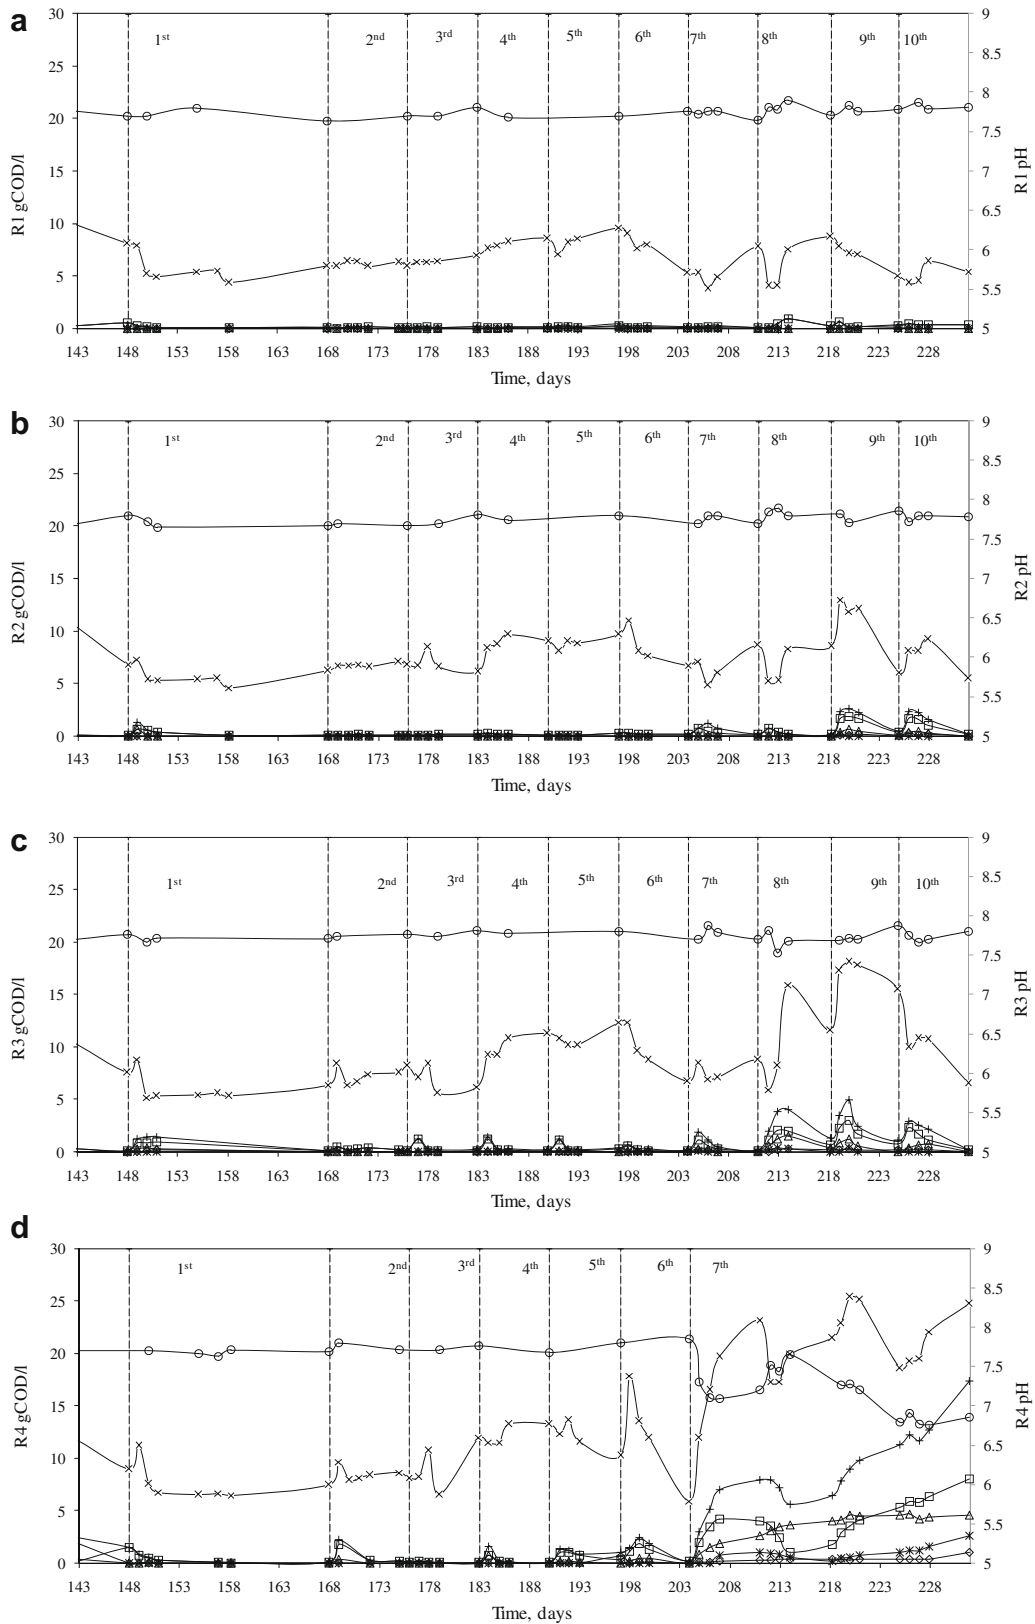 a
1st 2nd 3rd 4th 5th 6th 7th 8th 9th 10th
30 25 20 15 10 5 0
R1 gCOD/l
9 8.5 8 7.5 7 6.5 6 5.5 5
R1 pH
143 148 153 158 163 168 173 178 183 188 193 198 203 208 213 218 223 228
Time, days
b
1st 2nd 3rd 4th 5th 6th 7th 8th 9th 10th
30 25 20 15 10 5 0
R2 gCOD/l
9 8.5 8 7.5 7 6.5 6 5.5 5
R2 pH
143 148 153 158 163 168 173 178 183 188 193 198 203 208 213 218 223 228
Time, days
c
1st 2nd 3rd 4th 5th 6th 7th 8th 9th 10th
30 25 20 15 10 5 0
R3 gCOD/l
9 8.5 8 7.5 7 6.5 6 5.5 5
R3 pH
143 148 153 158 163 168 173 178 183 188 193 198 203 208 213 218 223 228
Time, days
d
1st 2nd 3rd 4th 5th 6th 7th
30 25 20 15 10 5 0
R4 gCOD/l
9 8.5 8 7.5 7 6.5 6 5.5 5
R4 pH
143 148 153 158 163 168 173 178 183 188 193 198 203 208 213 218 223 228
Time, days